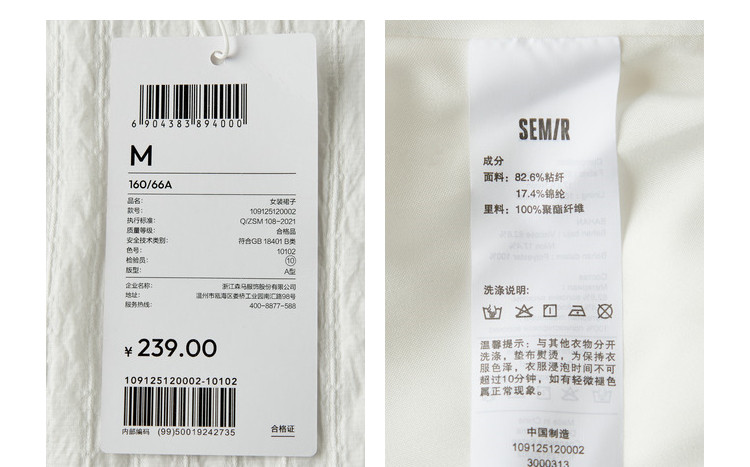 6 904383 894000
M
160/66A
品名: 女装裙子
款号: 109125120002
执行标准: Q/ZSM 108-2021
质量等级: 合格品
安全技术类别: 符合GB 18401 B类
色号: 10102
检验员: 10
版型: A型
企业名称: 浙江森马服饰股份有限公司
地址: 温州市瓯海区娄桥工业园南汇路98号
服务热线: 400-8877-588
¥ 239.00
109125120002-10102
内部编码 (99)50019242735
合格证
SEMIR
成分
面料: 82.6%粘纤
17.4%锦纶
里料: 100%聚酯纤维
洗涤说明:
温馨提示: 与其他衣物分开
洗涤, 垫布熨烫, 为保持衣
服色泽, 衣服浸泡时间不可
超过10分钟, 如有轻微褪色
属正常现象。
中国制造
109125120002
3000313